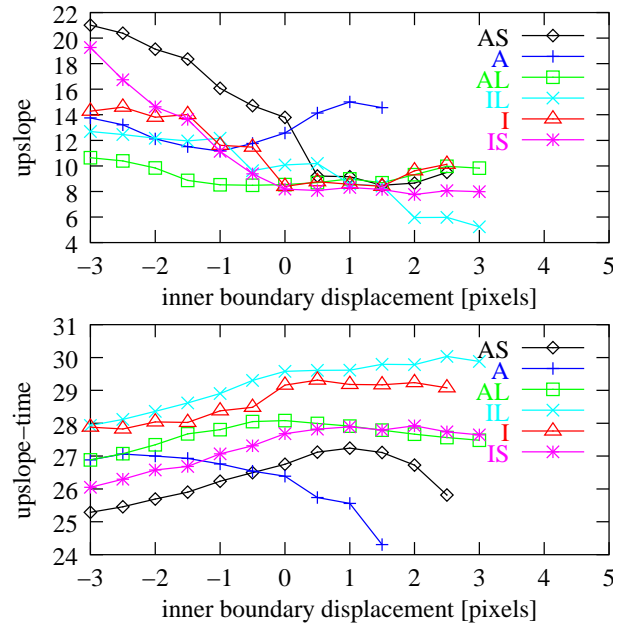 22
20
18
16
14
12
10
8
6
4
upslope
AS
A
AL
IL
I
IS
−3 −2 −1 0 1 2 3 4 5
inner boundary displacement [pixels]
31
30
29
28
27
26
25
24
upslope−time
AS
A
AL
IL
I
IS
−3 −2 −1 0 1 2 3 4 5
inner boundary displacement [pixels]